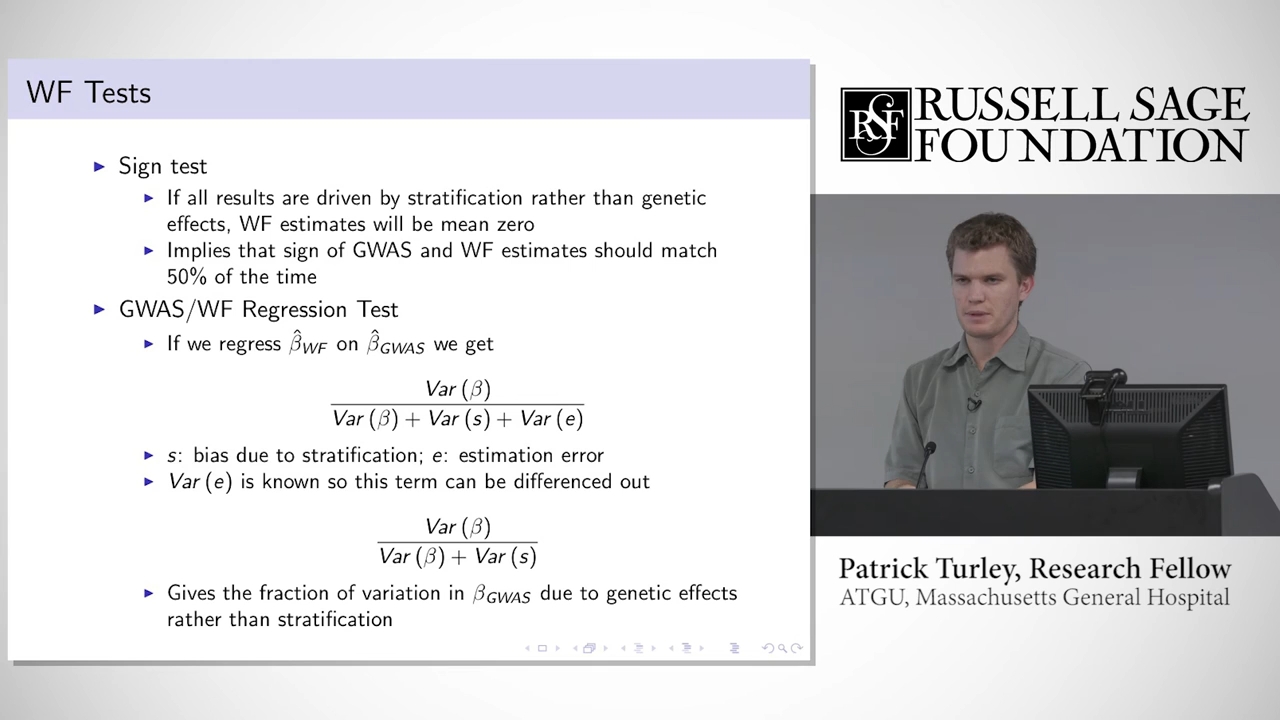 WF Tests
▶ Sign test
▶ If all results are driven by stratification rather than genetic
effects, WF estimates will be mean zero
▶ Implies that sign of GWAS and WF estimates should match
50% of the time
▶ GWAS/WF Regression Test
▶ If we regress β̂_WF on β̂_GWAS we get
Var (β)
Var (β) + Var (s) + Var (e)
▶ s: bias due to stratification; e: estimation error
▶ Var (e) is known so this term can be differenced out
Var (β)
Var (β) + Var (s)
▶ Gives the fraction of variation in β_GWAS due to genetic effects
rather than stratification
RSF
RUSSELL SAGE
FOUNDATION
Patrick Turley, Research Fellow
ATGU, Massachusetts General Hospital